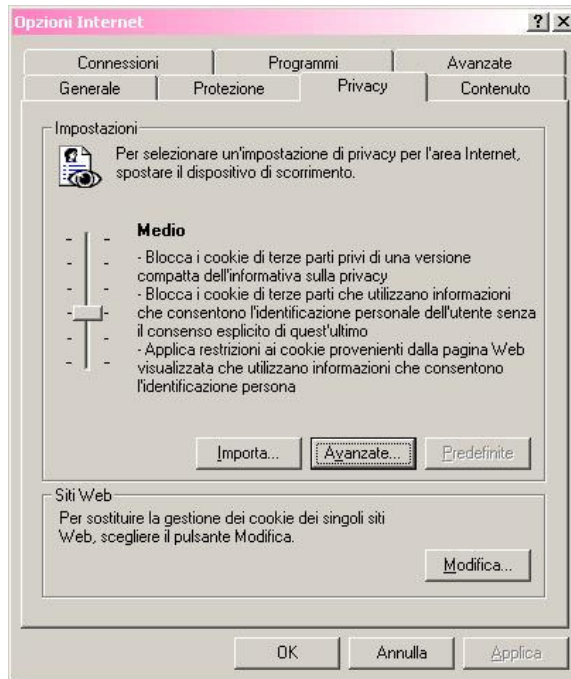 Opzioni Internet
Connessioni
Programmi
Avanzate
Generale
Protezione
Privacy
Contenuto
Impostazioni
Per selezionare un'impostazione di privacy per l'area Internet,
spostare il dispositivo di scorrimento.
Medio
- Blocca i cookie di terze parti privi di una versione
compatta dell'informativa sulla privacy
- Blocca i cookie di terze parti che utilizzano informazioni
che consentono l'identificazione personale dell'utente senza
il consenso esplicito di quest'ultimo
- Applica restrizioni ai cookie provenienti dalla pagina Web
visualizzata che utilizzano informazioni che consentono
l'identificazione persona
Importa...
Avanzate...
Predefinite
Siti Web
Per sostituire la gestione dei cookie dei singoli siti
Web, scegliere il pulsante Modifica.
Modifica...
OK
Annulla
Applica